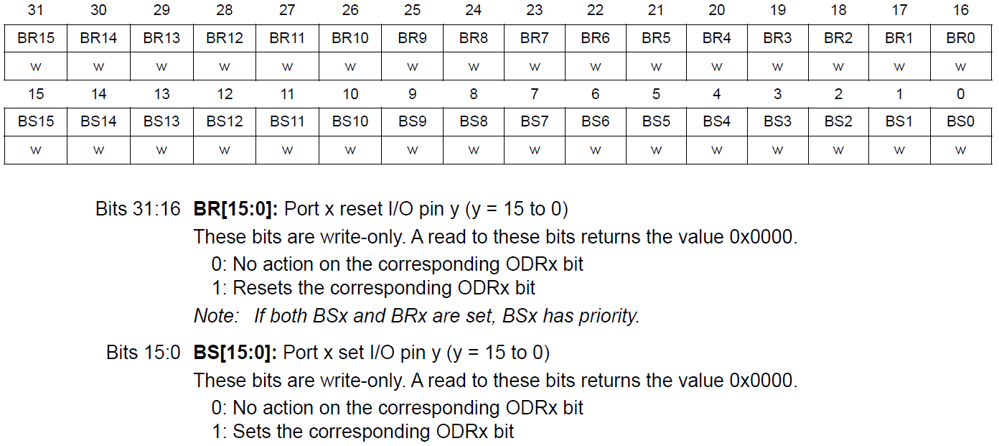 31 30 29 28 27 26 25 24 23 22 21 20 19 18 17 16
BR15 BR14 BR13 BR12 BR11 BR10 BR9 BR8 BR7 BR6 BR5 BR4 BR3 BR2 BR1 BR0
w w w w w w w w w w w w w w w w
15 14 13 12 11 10 9 8 7 6 5 4 3 2 1 0
BS15 BS14 BS13 BS12 BS11 BS10 BS9 BS8 BS7 BS6 BS5 BS4 BS3 BS2 BS1 BS0
w w w w w w w w w w w w w w w w
Bits 31:16 BR[15:0]: Port x reset I/O pin y (y = 15 to 0)
These bits are write-only. A read to these bits returns the value 0x0000.
0: No action on the corresponding ODRx bit
1: Resets the corresponding ODRx bit
Note: If both BSx and BRx are set, BSx has priority.
Bits 15:0 BS[15:0]: Port x set I/O pin y (y = 15 to 0)
These bits are write-only. A read to these bits returns the value 0x0000.
0: No action on the corresponding ODRx bit
1: Sets the corresponding ODRx bit